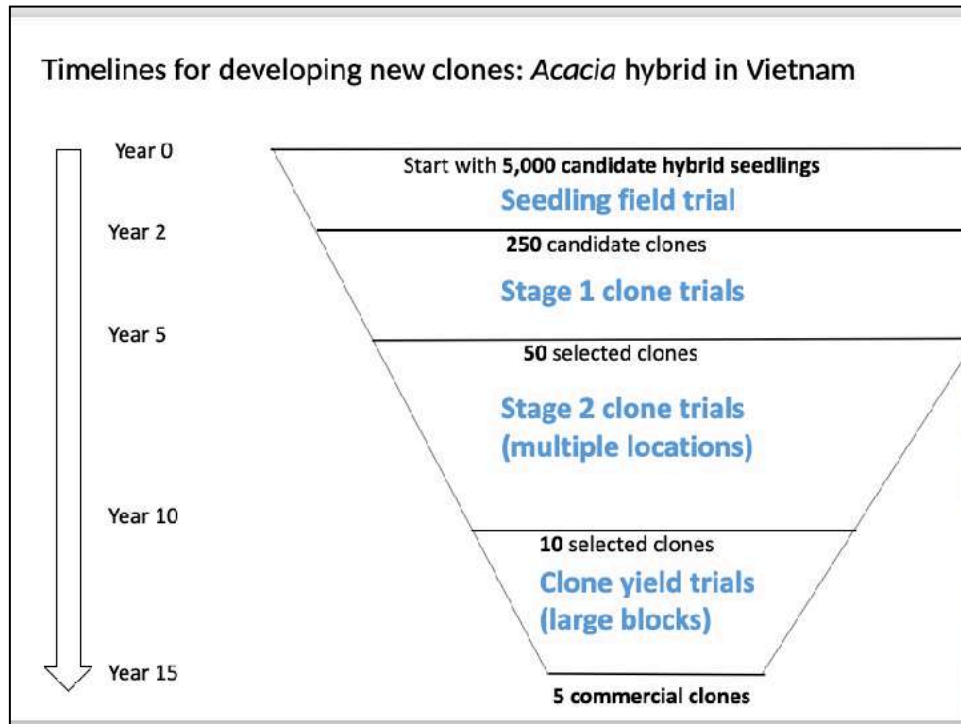 Timelines for developing new clones: Acacia hybrid in Vietnam
Year 0
Start with 5,000 candidate hybrid seedlings
Seedling field trial
Year 2
250 candidate clones
Stage 1 clone trials
Year 5
50 selected clones
Stage 2 clone trials
(multiple locations)
Year 10
10 selected clones
Clone yield trials
(large blocks)
Year 15
5 commercial clones